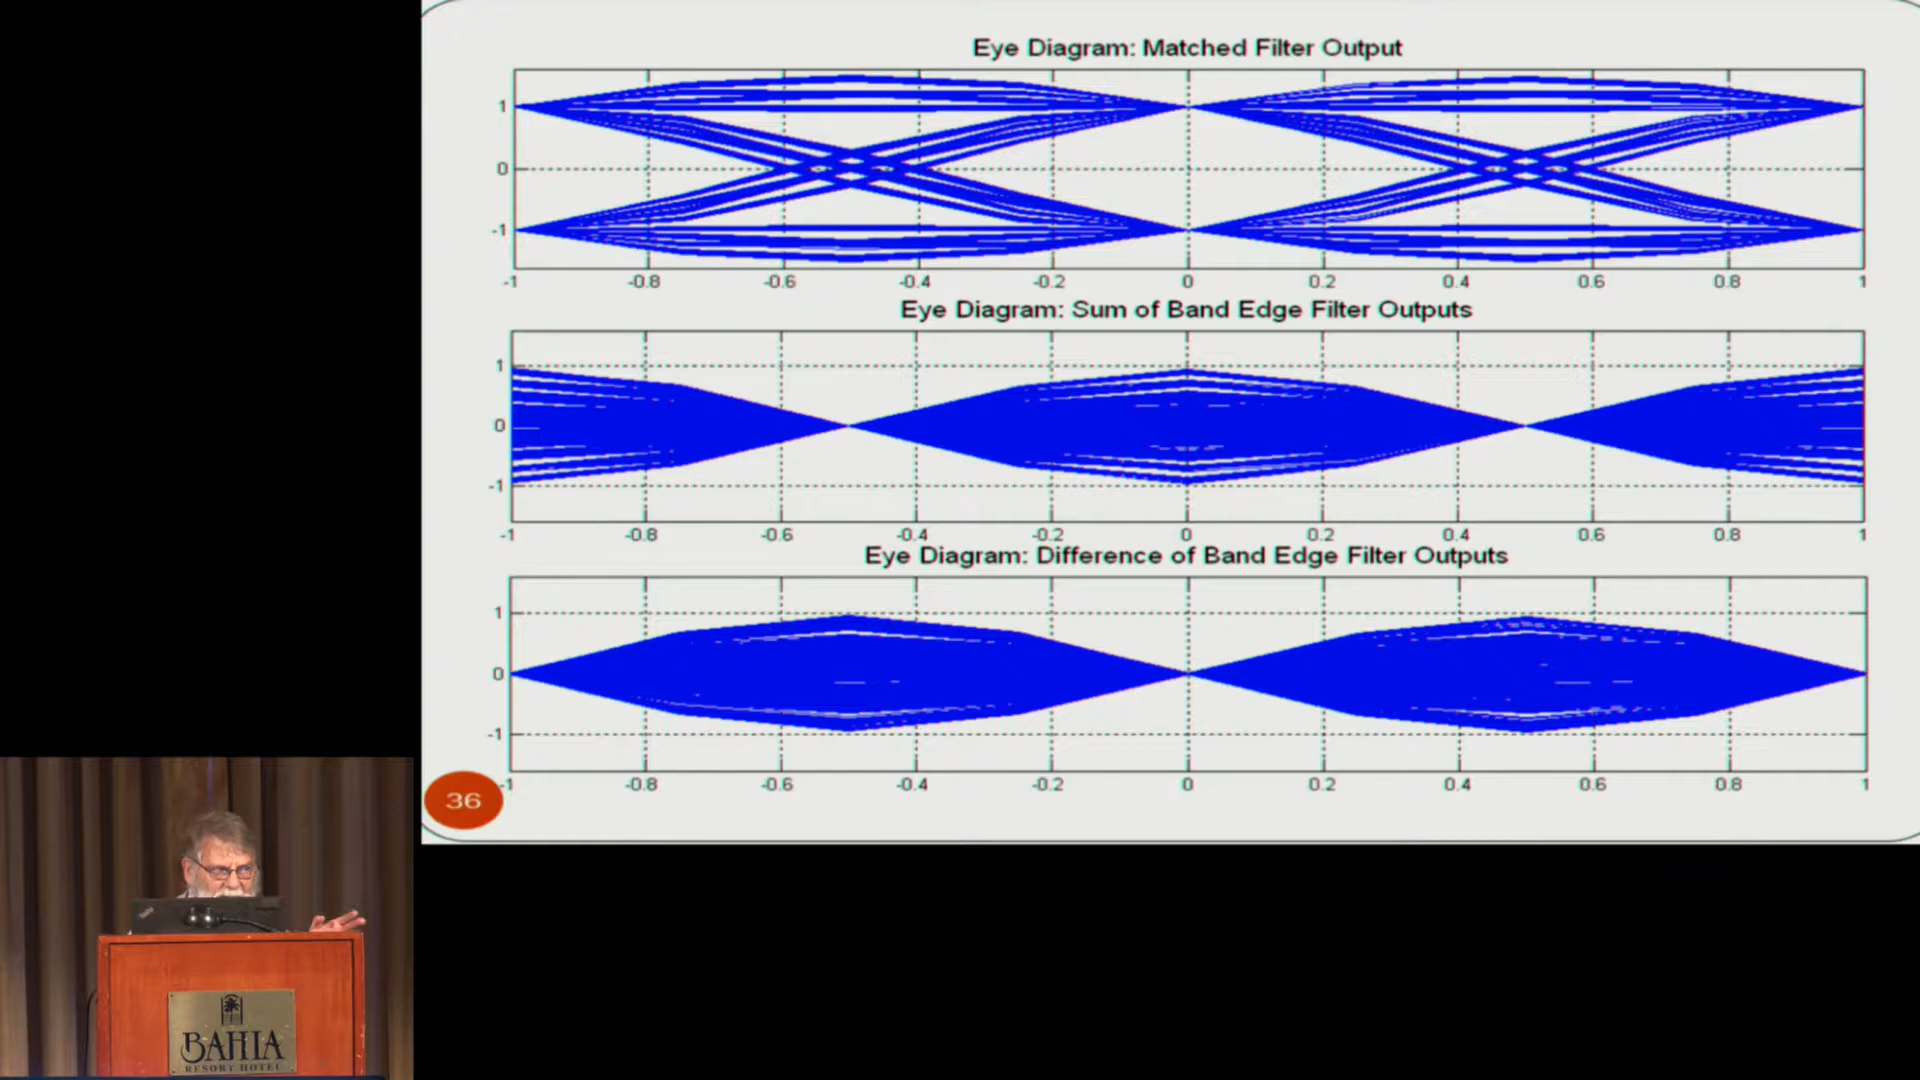 Eye Diagram: Matched Filter Output
1
0
-1
-1 -0.8 -0.6 -0.4 -0.2 0 0.2 0.4 0.6 0.8 1
Eye Diagram: Sum of Band Edge Filter Outputs
1
0
-1
-1 -0.8 -0.6 -0.4 -0.2 0 0.2 0.4 0.6 0.8 1
Eye Diagram: Difference of Band Edge Filter Outputs
1
0
-1
-1 -0.8 -0.6 -0.4 -0.2 0 0.2 0.4 0.6 0.8 1
36
BAHIA
RESORT HOTEL